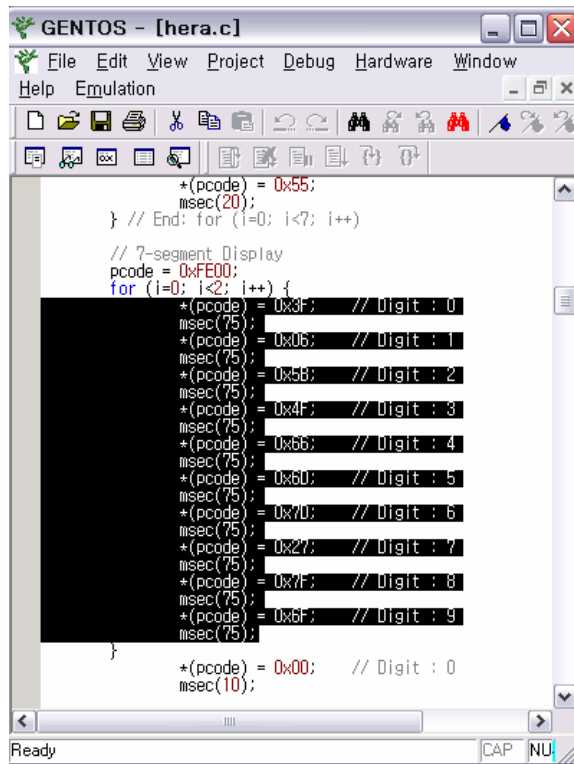 GENTOS - [hera.c]
File Edit View Project Debug Hardware Window
Help Emulation
*(pcode) = 0x55;
msec(20);
} // End: for (i=0; i<7; i++)
// 7-segment Display
pcode = 0xFE00;
for (i=0; i<2; i++) {
*(pcode) = 0x3F; // Digit : 0
msec(75);
*(pcode) = 0x06; // Digit : 1
msec(75);
*(pcode) = 0x5B; // Digit : 2
msec(75);
*(pcode) = 0x4F; // Digit : 3
msec(75);
*(pcode) = 0x66; // Digit : 4
msec(75);
*(pcode) = 0x6D; // Digit : 5
msec(75);
*(pcode) = 0x7D; // Digit : 6
msec(75);
*(pcode) = 0x27; // Digit : 7
msec(75);
*(pcode) = 0x7F; // Digit : 8
msec(75);
*(pcode) = 0x6F; // Digit : 9
msec(75);
}
*(pcode) = 0x00; // Digit : 0
msec(10);
Ready CAP NU